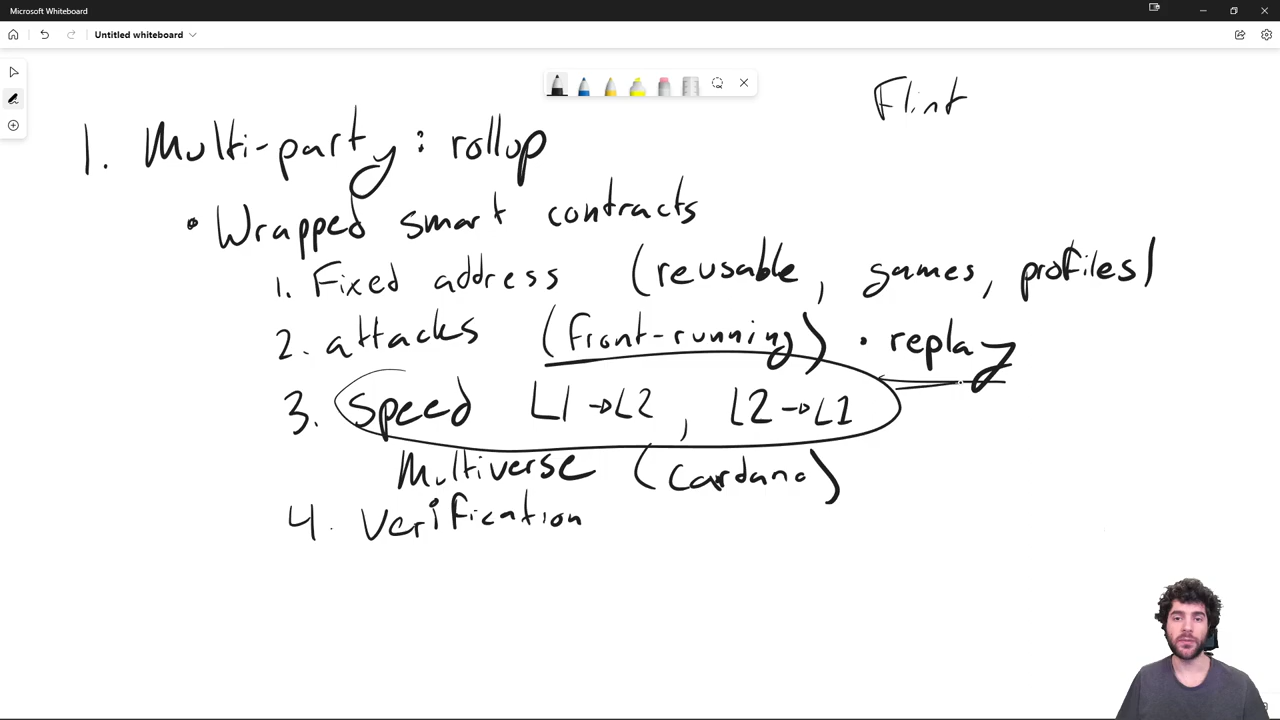 Microsoft Whiteboard
Untitled whiteboard
Flint
1. Multi-party : rollup
• Wrapped smart contracts
1. Fixed address (reusable, games, profiles)
2. attacks (front-running) • replay
3. speed L1→L2, L2→L1
Multiverse (Cardano)
4. Verification